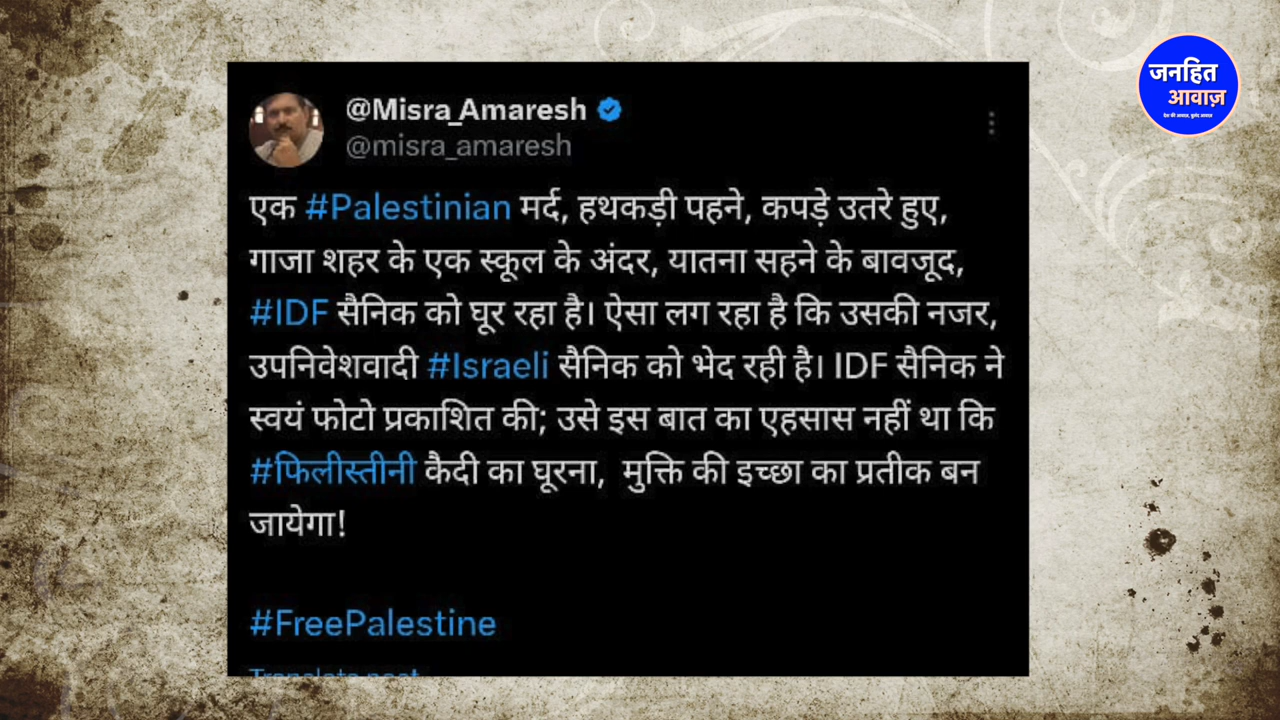 जनहित
आवाज़
@Misra_Amaresh
@misra_amaresh
एक #Palestinian मर्द, हथकड़ी पहने, कपड़े उतरे हुए,
गाजा शहर के एक स्कूल के अंदर, यातना सहने के बावजूद,
#IDF सैनिक को घूर रहा है। ऐसा लग रहा है कि उसकी नजर,
उपनिवेशवादी #Israeli सैनिक को भेद रही है। IDF सैनिक ने
स्वयं फोटो प्रकाशित की; उसे इस बात का एहसास नहीं था कि
#फिलीस्तीनी कैदी का घूरना, मुक्ति की इच्छा का प्रतीक बन
जायेगा!
#FreePalestine
Translate post